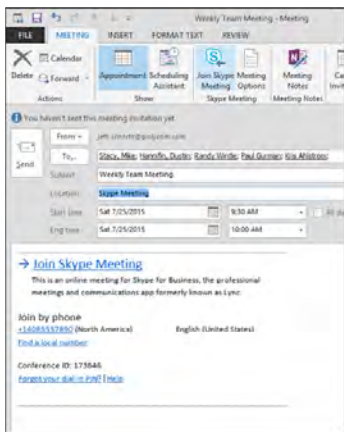 Weekly Team Meeting - Meeting
FILE MEETING INSERT FORMAT TEXT REVIEW
Delete
Calendar
Forward
Actions
Appointment Scheduling Assistant
Show
Join Skype Meeting Meeting Options
Skype Meeting
Meeting Notes
Meeting Notes
You haven't sent this meeting invitation yet.
Send
From
To... Stacy, Mike; Hannifin, Dustin; Randy Wirde; Paul
Subject Weekly Team Meeting
Location Skype Meeting
Start time Sat 7/25/2015 9:30 AM
End time Sat 7/25/2015 10:00 AM
→ Join Skype Meeting
This is an online meeting for Skype for Business, the professional
meetings and communications app formerly known as Lync.
Join by phone
+14085557890 (North America) English (United States)
Find a local number
Conference ID: 173646
Forgot your dial-in PIN? | Help